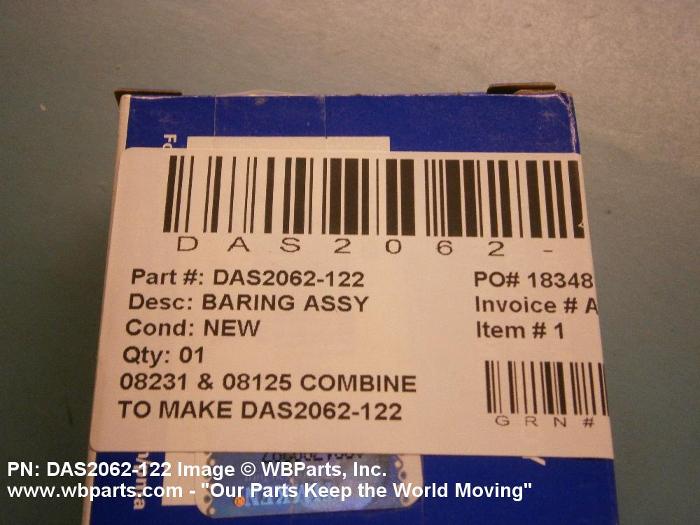 DAS2062-
Part #: DAS2062-122
Desc: BARING ASSY
Cond: NEW
Qty: 01
08231 & 08125 COMBINE
TO MAKE DAS2062-122
PO# 18348
Invoice # A
Item # 1
GRN#
PN: DAS2062-122 Image © WBParts, Inc.
www.wbparts.com - "Our Parts Keep the World Moving"